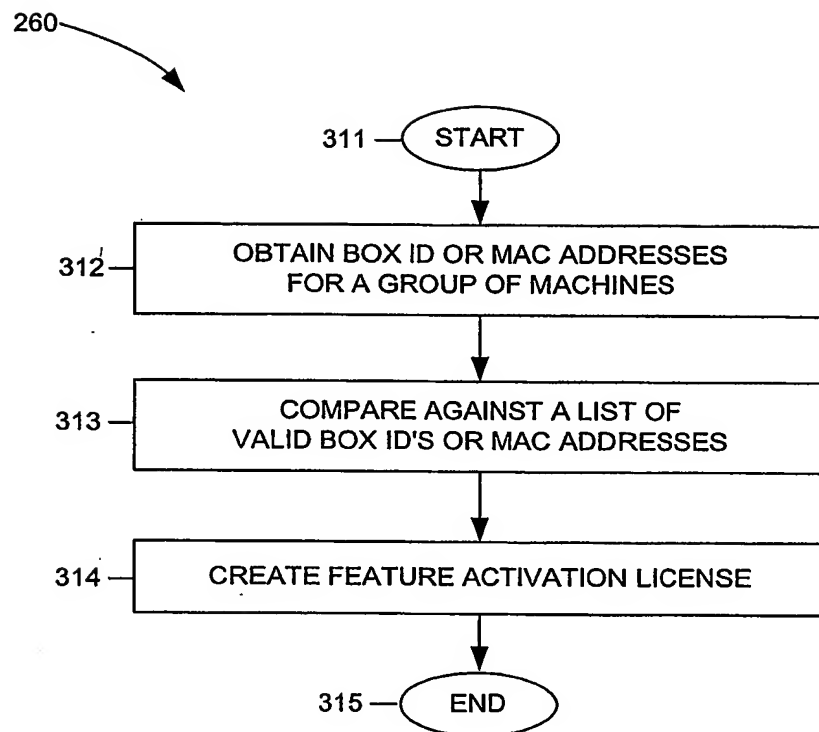 260
311 START
312 OBTAIN BOX ID OR MAC ADDRESSES
FOR A GROUP OF MACHINES
313 COMPARE AGAINST A LIST OF
VALID BOX ID'S OR MAC ADDRESSES
314 CREATE FEATURE ACTIVATION LICENSE
315 END